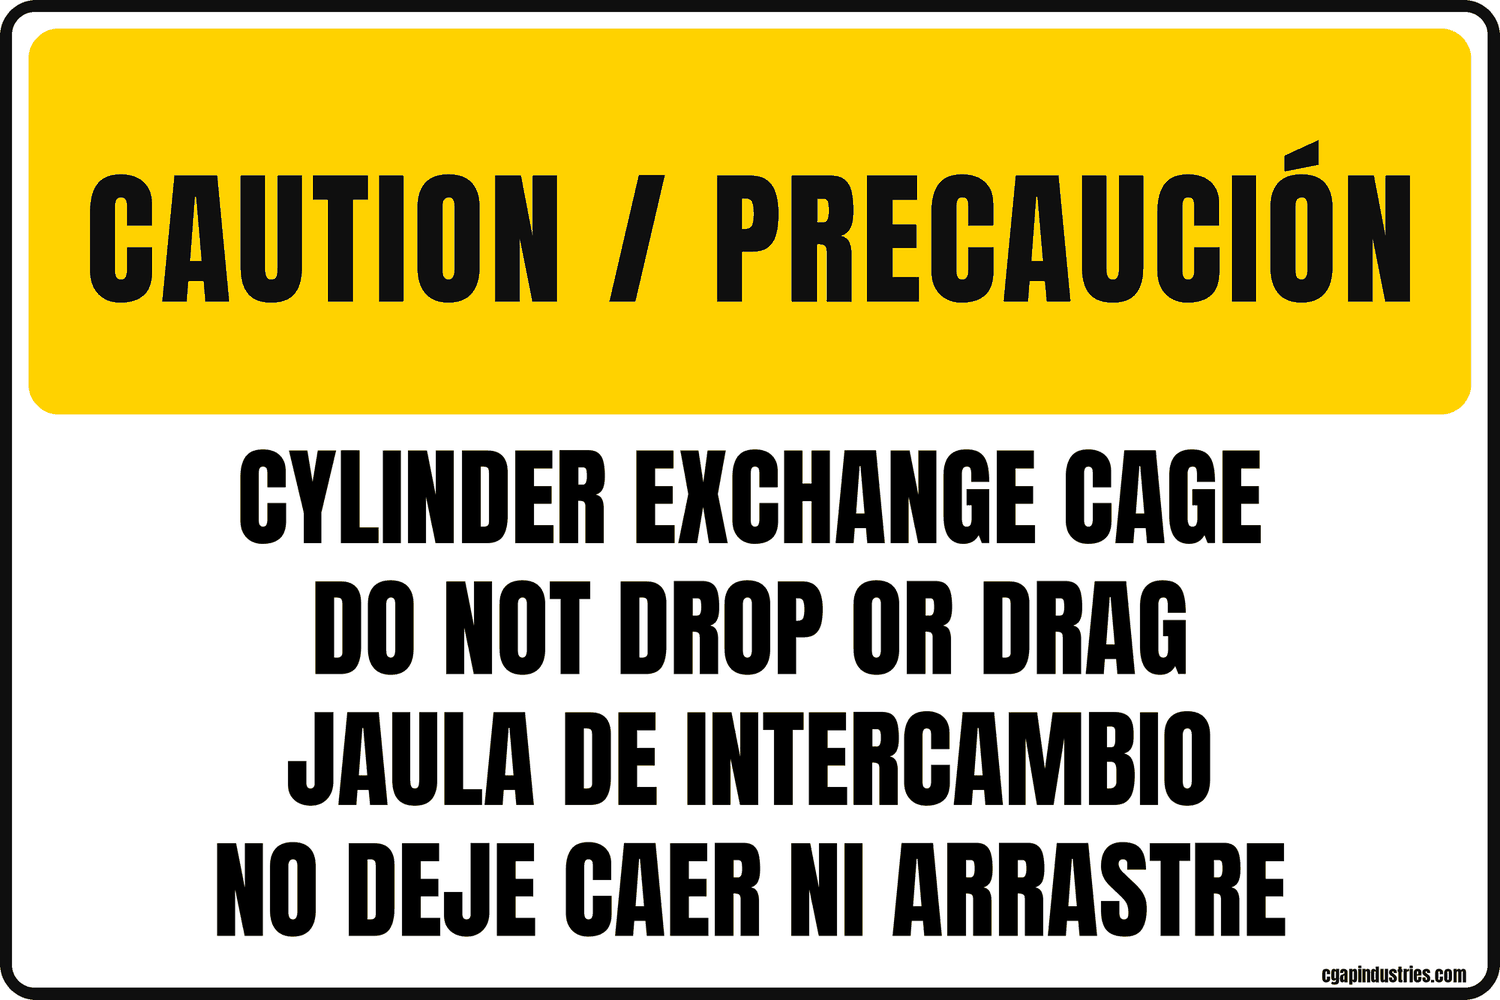 CAUTION / PRECAUCIÓN
CYLINDER EXCHANGE CAGE
DO NOT DROP OR DRAG
JAULA DE INTERCAMBIO
NO DEJE CAER NI ARRASTRE
cgapindustries.com